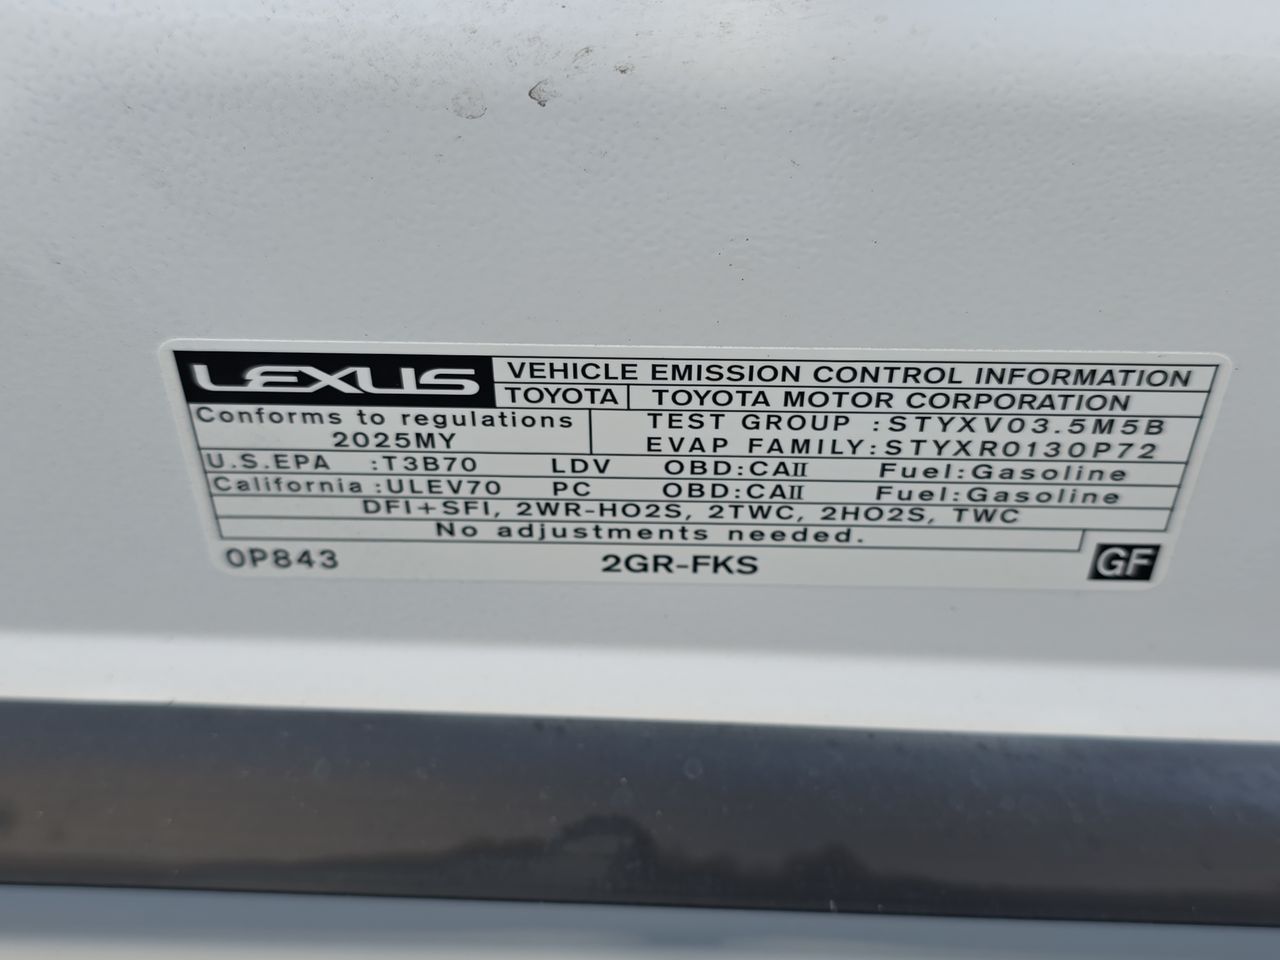 LEXUS VEHICLE EMISSION CONTROL INFORMATION
TOYOTA TOYOTA MOTOR CORPORATION
Conforms to regulations TEST GROUP :STYXV03.5M5B
2025MY EVAP FAMILY:STYXR0130P72
U.S.EPA :T3B70 LDV OBD:CAII Fuel:Gasoline
California :ULEV70 PC OBD:CAII Fuel:Gasoline
DFI+SFI, 2WR-HO2S, 2TWC, 2HO2S, TWC
No adjustments needed.
0P843 2GR-FKS GF